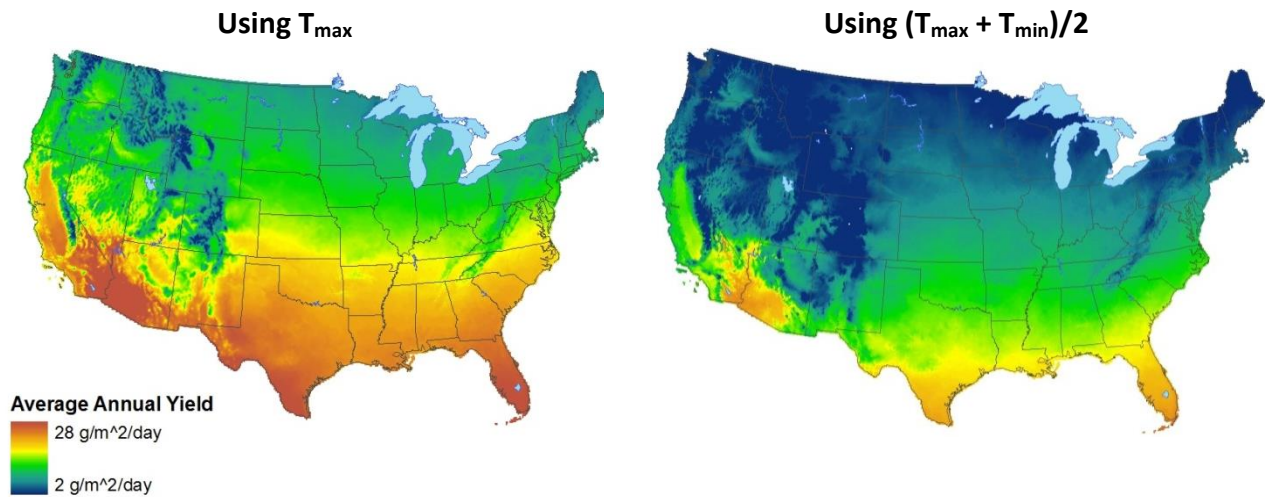 Using Tmax
Using (Tmax + Tmin)/2
Average Annual Yield
28 g/m^2/day
2 g/m^2/day